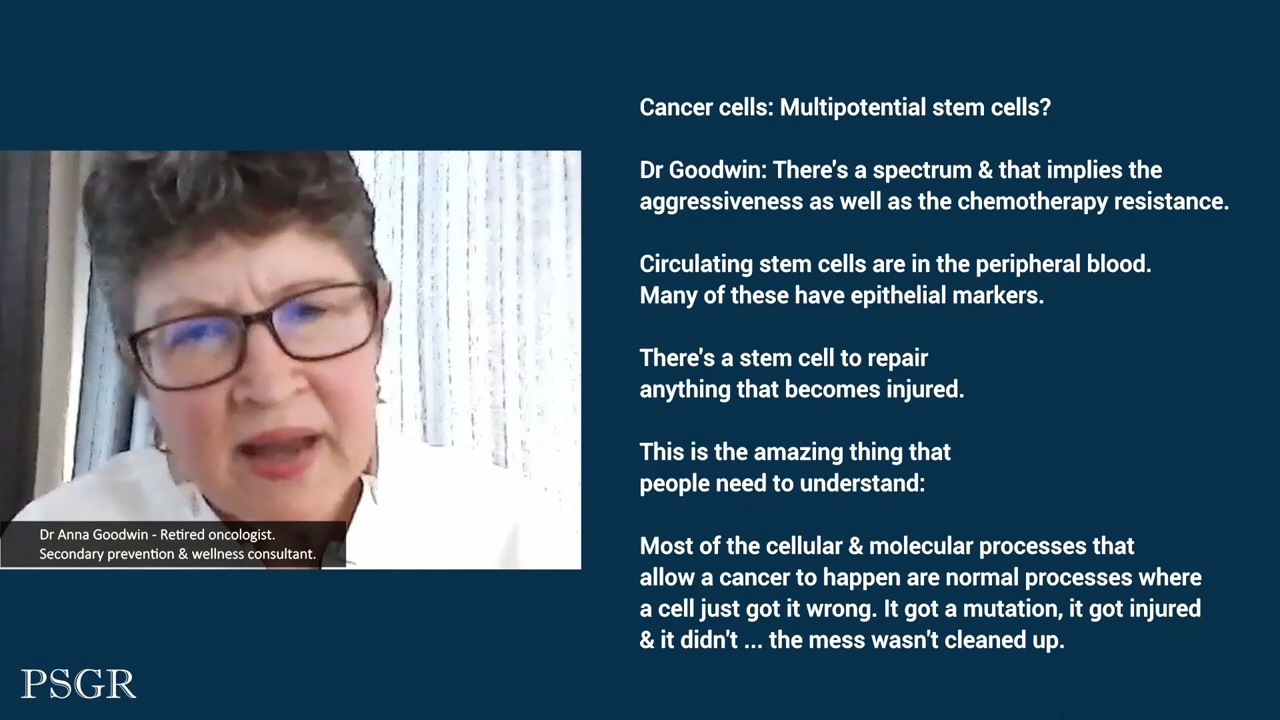 Cancer cells: Multipotential stem cells?
Dr Goodwin: There's a spectrum & that implies the
aggressiveness as well as the chemotherapy resistance.
Circulating stem cells are in the peripheral blood.
Many of these have epithelial markers.
There's a stem cell to repair
anything that becomes injured.
This is the amazing thing that
people need to understand:
Most of the cellular & molecular processes that
allow a cancer to happen are normal processes where
a cell just got it wrong. It got a mutation, it got injured
& it didn't ... the mess wasn't cleaned up.
Dr Anna Goodwin - Retired oncologist.
Secondary prevention & wellness consultant.
PSGR